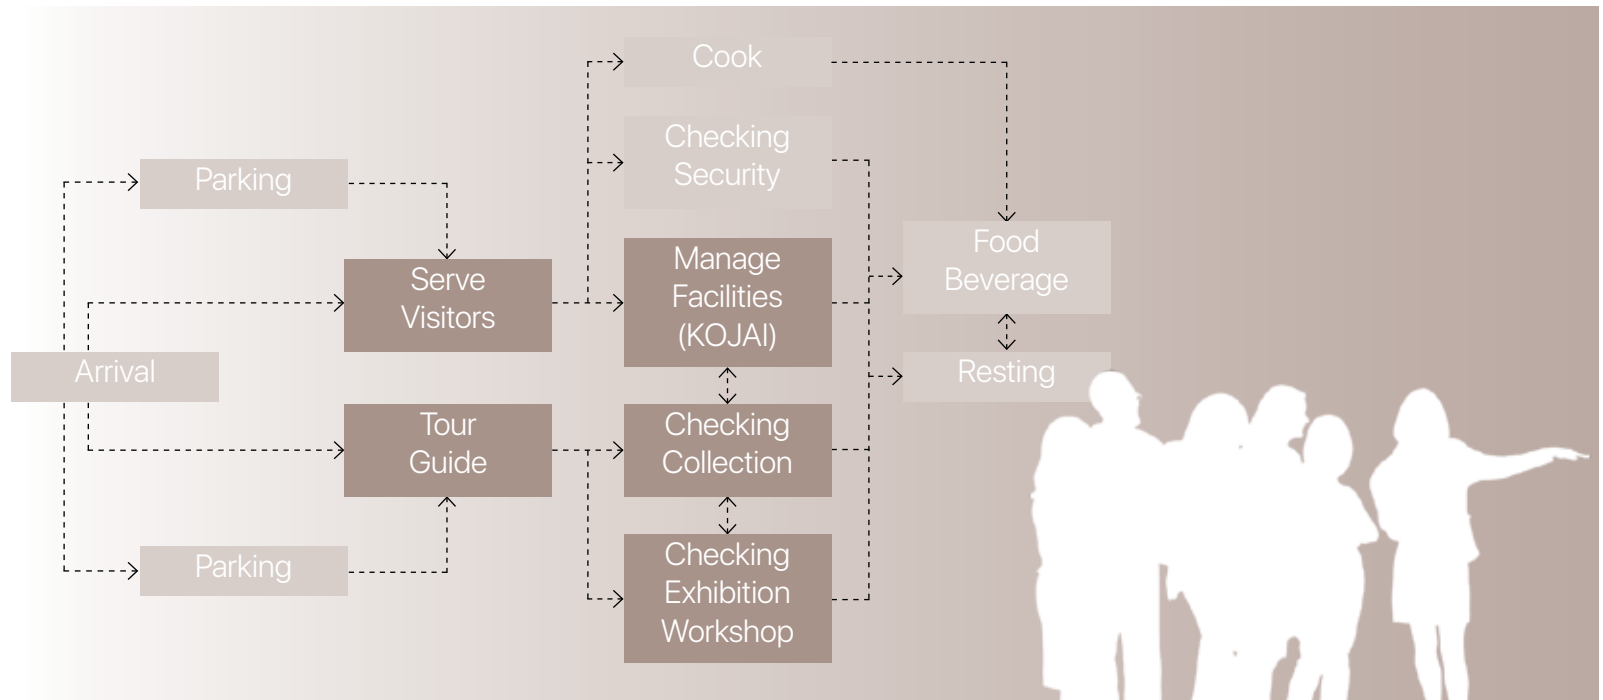 Cook
Checking
Security
Parking
Serve
Visitors
Manage
Facilities
(KOJAI)
Food
Beverage
Arrival
Resting
Tour
Guide
Checking
Collection
Parking
Checking
Exhibition
Workshop